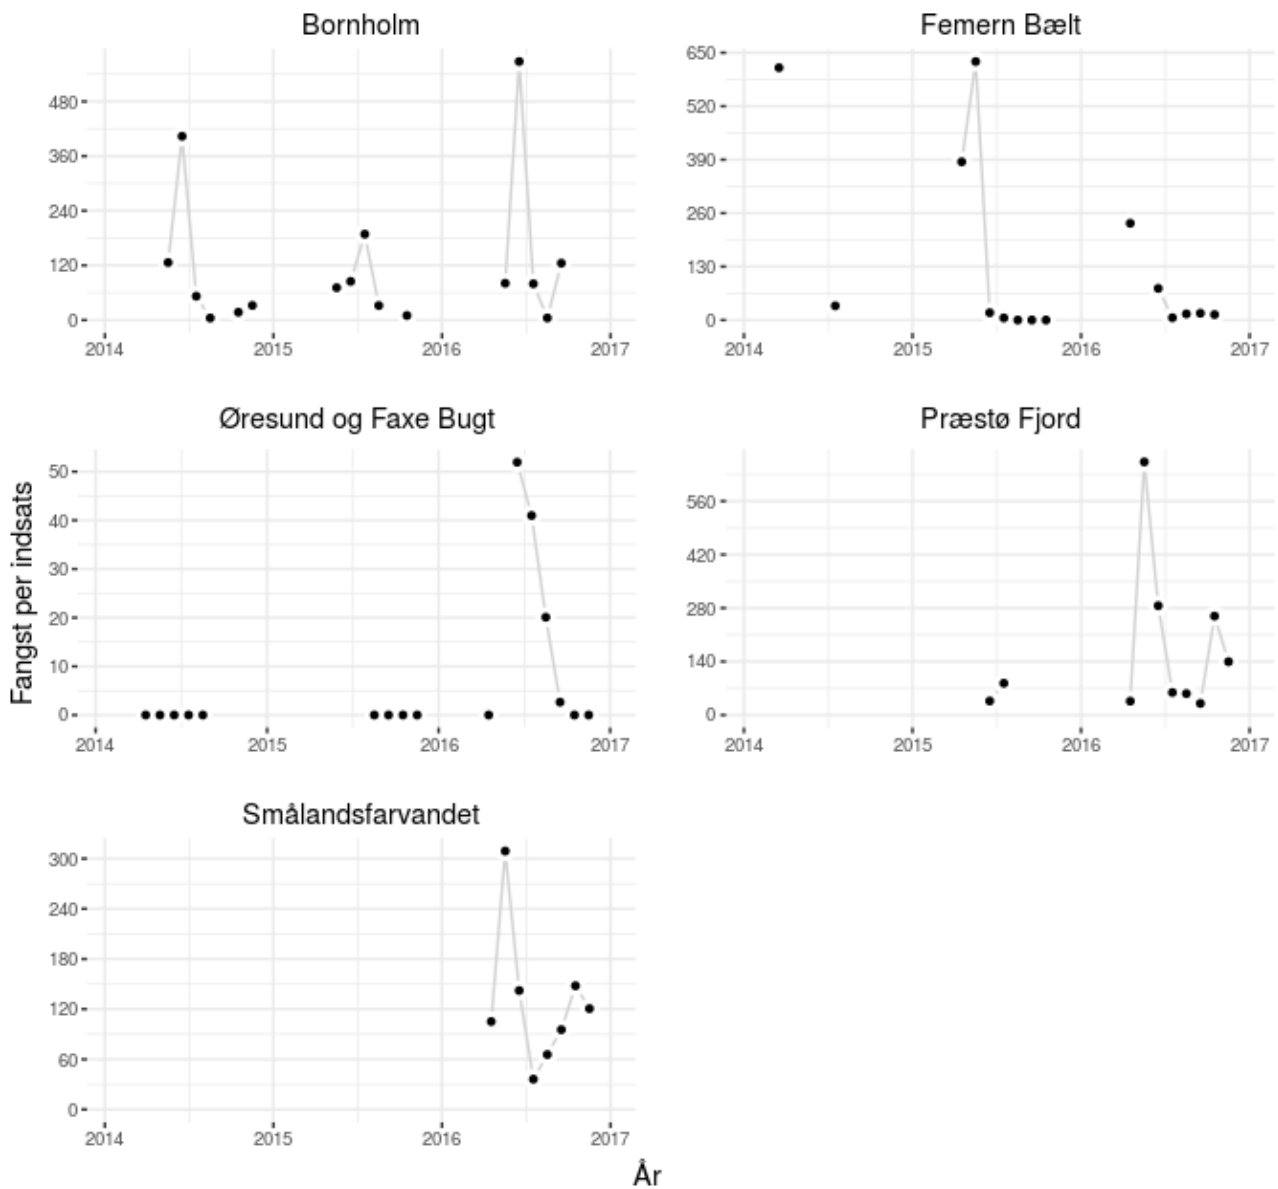 Bornholm
480
360
240
120
0
2014 2015 2016 2017
Femern Bælt
650
520
390
260
130
0
2014 2015 2016 2017
Øresund og Faxe Bugt
50
40
30
20
10
0
2014 2015 2016 2017
Præstø Fjord
560
420
280
140
0
2014 2015 2016 2017
Smålandsfarvandet
300
240
180
120
60
0
2014 2015 2016 2017
Fangst per indsats
År